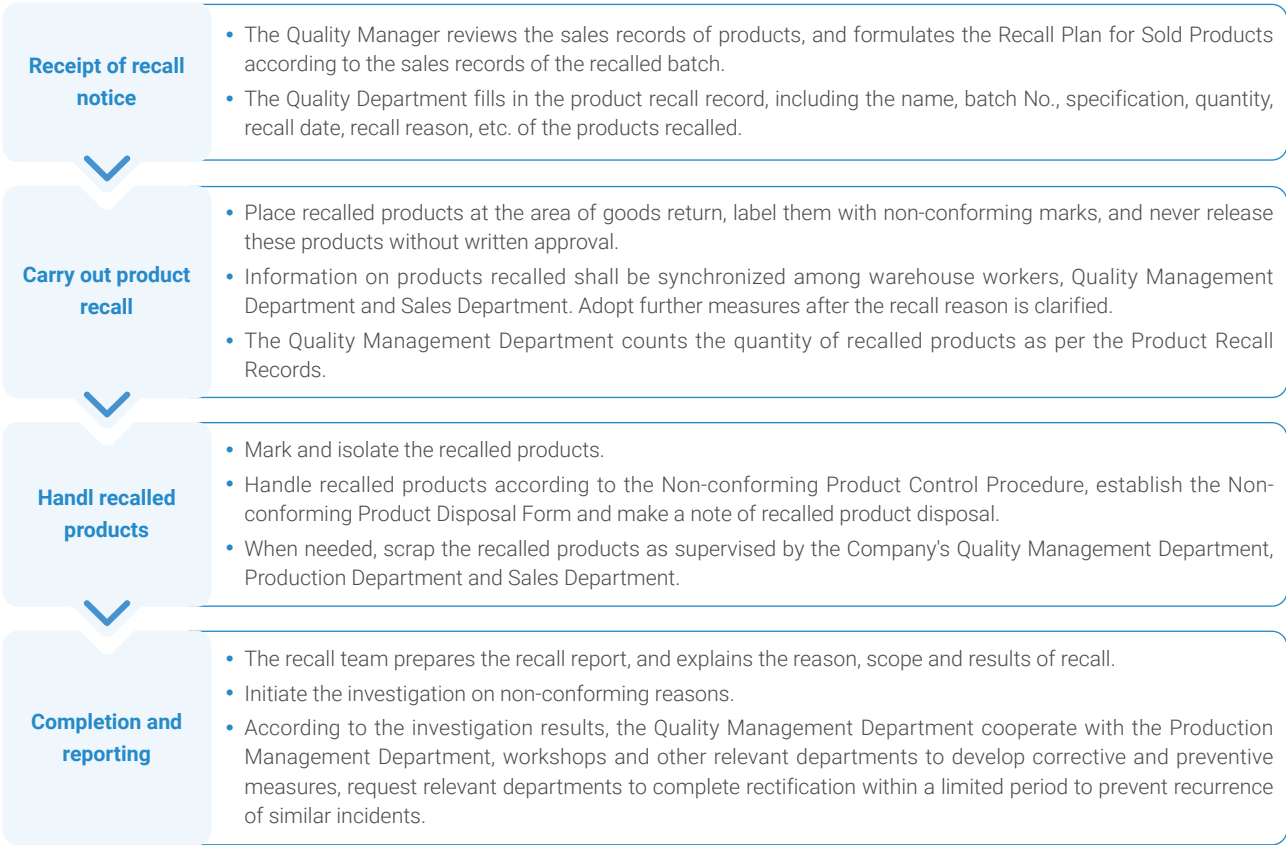 Receipt of recall
notice
• The Quality Manager reviews the sales records of products, and formulates the Recall Plan for Sold Products
according to the sales records of the recalled batch.
• The Quality Department fills in the product recall record, including the name, batch No., specification, quantity,
recall date, recall reason, etc. of the products recalled.
Carry out product
recall
• Place recalled products at the area of goods return, label them with non-conforming marks, and never release
these products without written approval.
• Information on products recalled shall be synchronized among warehouse workers, Quality Management
Department and Sales Department. Adopt further measures after the recall reason is clarified.
• The Quality Management Department counts the quantity of recalled products as per the Product Recall
Records.
Handl recalled
products
• Mark and isolate the recalled products.
• Handle recalled products according to the Non-conforming Product Control Procedure, establish the Non-
conforming Product Disposal Form and make a note of recalled product disposal.
• When needed, scrap the recalled products as supervised by the Company's Quality Management Department,
Production Department and Sales Department.
Completion and
reporting
• The recall team prepares the recall report, and explains the reason, scope and results of recall.
• Initiate the investigation on non-conforming reasons.
• According to the investigation results, the Quality Management Department cooperate with the Production
Management Department, workshops and other relevant departments to develop corrective and preventive
measures, request relevant departments to complete rectification within a limited period to prevent recurrence
of similar incidents.